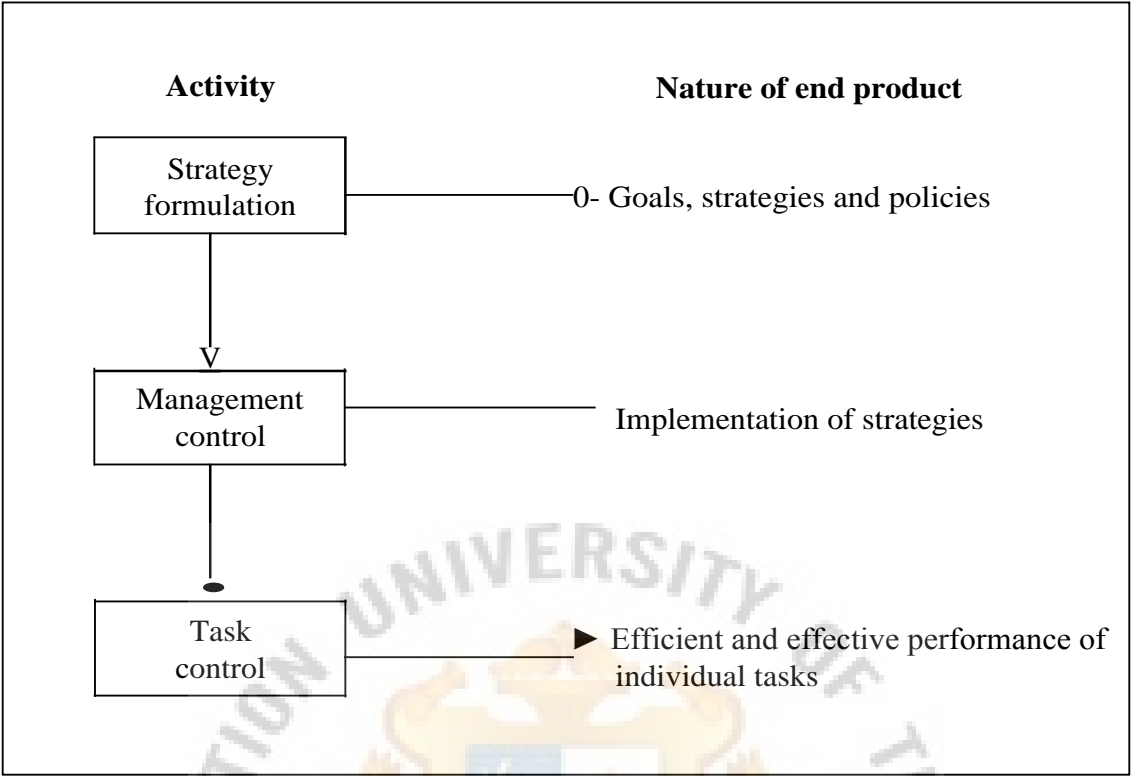 Activity
Nature of end product
Strategy
formulation
0- Goals, strategies and policies
V
Management
control
Implementation of strategies
UNIVERSITY OF
Task
control
► Efficient and effective performance of
individual tasks